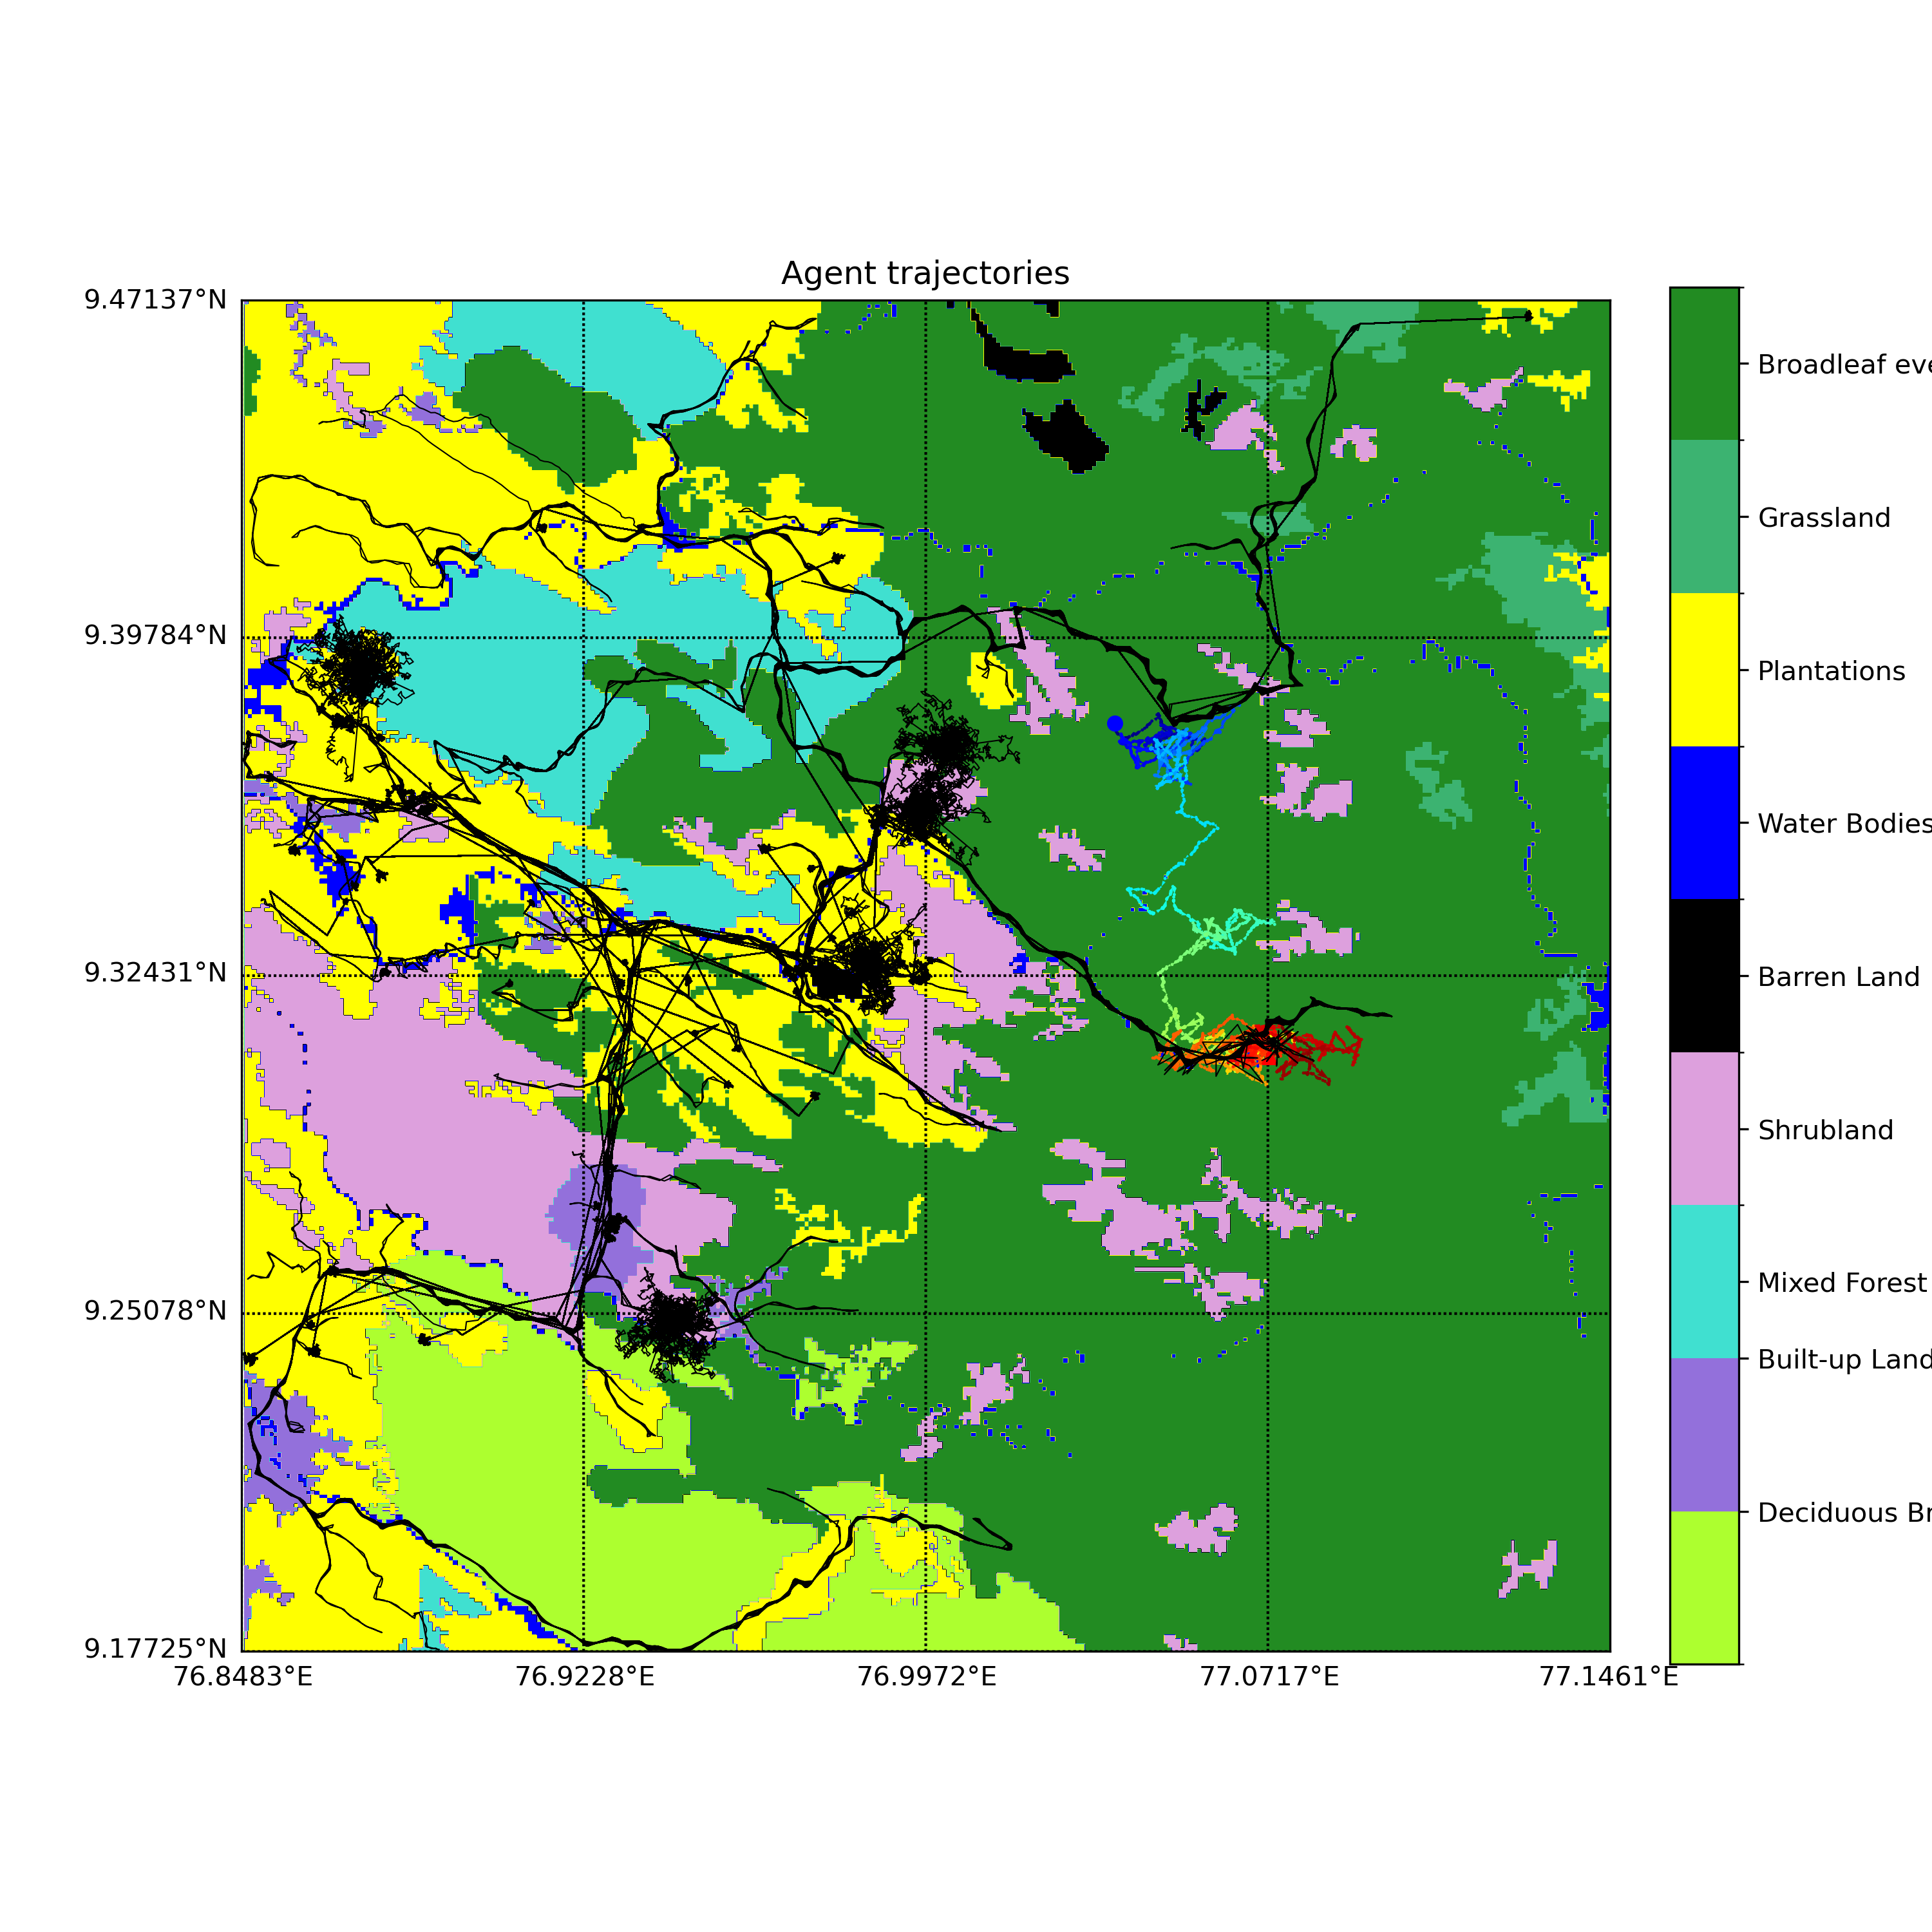 Agent trajectories
9.47137°N
9.39784°N
9.32431°N
9.25078°N
9.17725°N
76.8483°E
76.9228°E
76.9972°E
77.0717°E
77.1461°E
Broadleaf eve
Grassland
Plantations
Water Bodies
Barren Land
Shrubland
Mixed Forest
Built-up Land
Deciduous Br